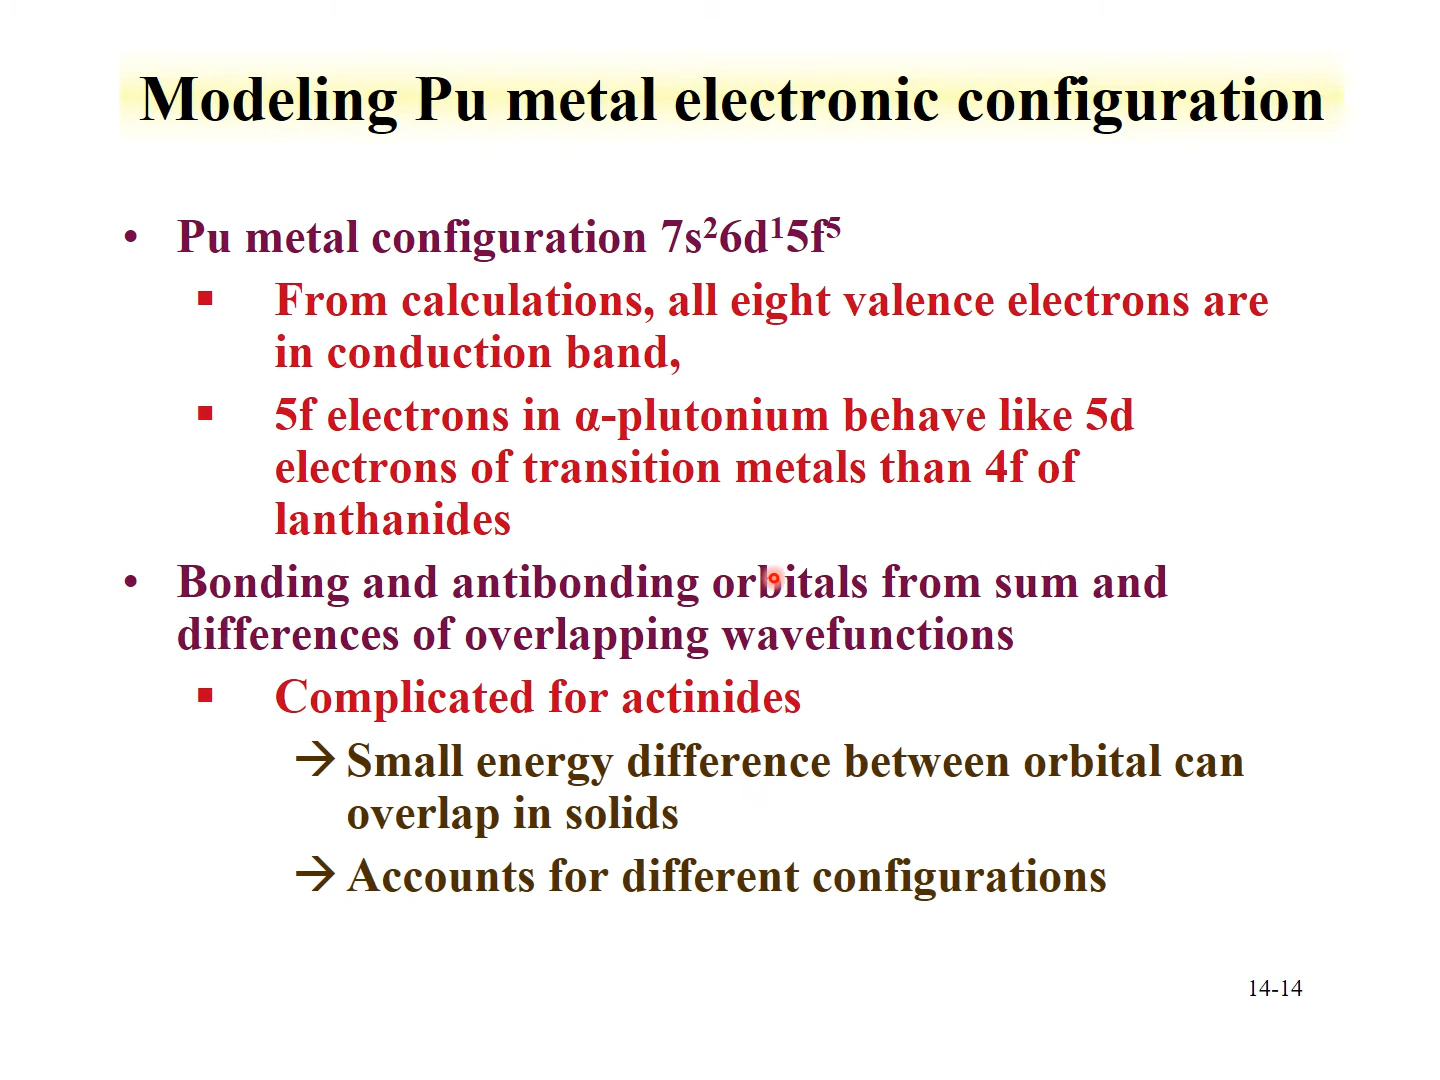 Modeling Pu metal electronic configuration
• Pu metal configuration 7s²6d¹5f⁵
▪ From calculations, all eight valence electrons are
in conduction band,
▪ 5f electrons in α-plutonium behave like 5d
electrons of transition metals than 4f of
lanthanides
• Bonding and antibonding orbitals from sum and
differences of overlapping wavefunctions
▪ Complicated for actinides
→ Small energy difference between orbital can
overlap in solids
→ Accounts for different configurations
14-14